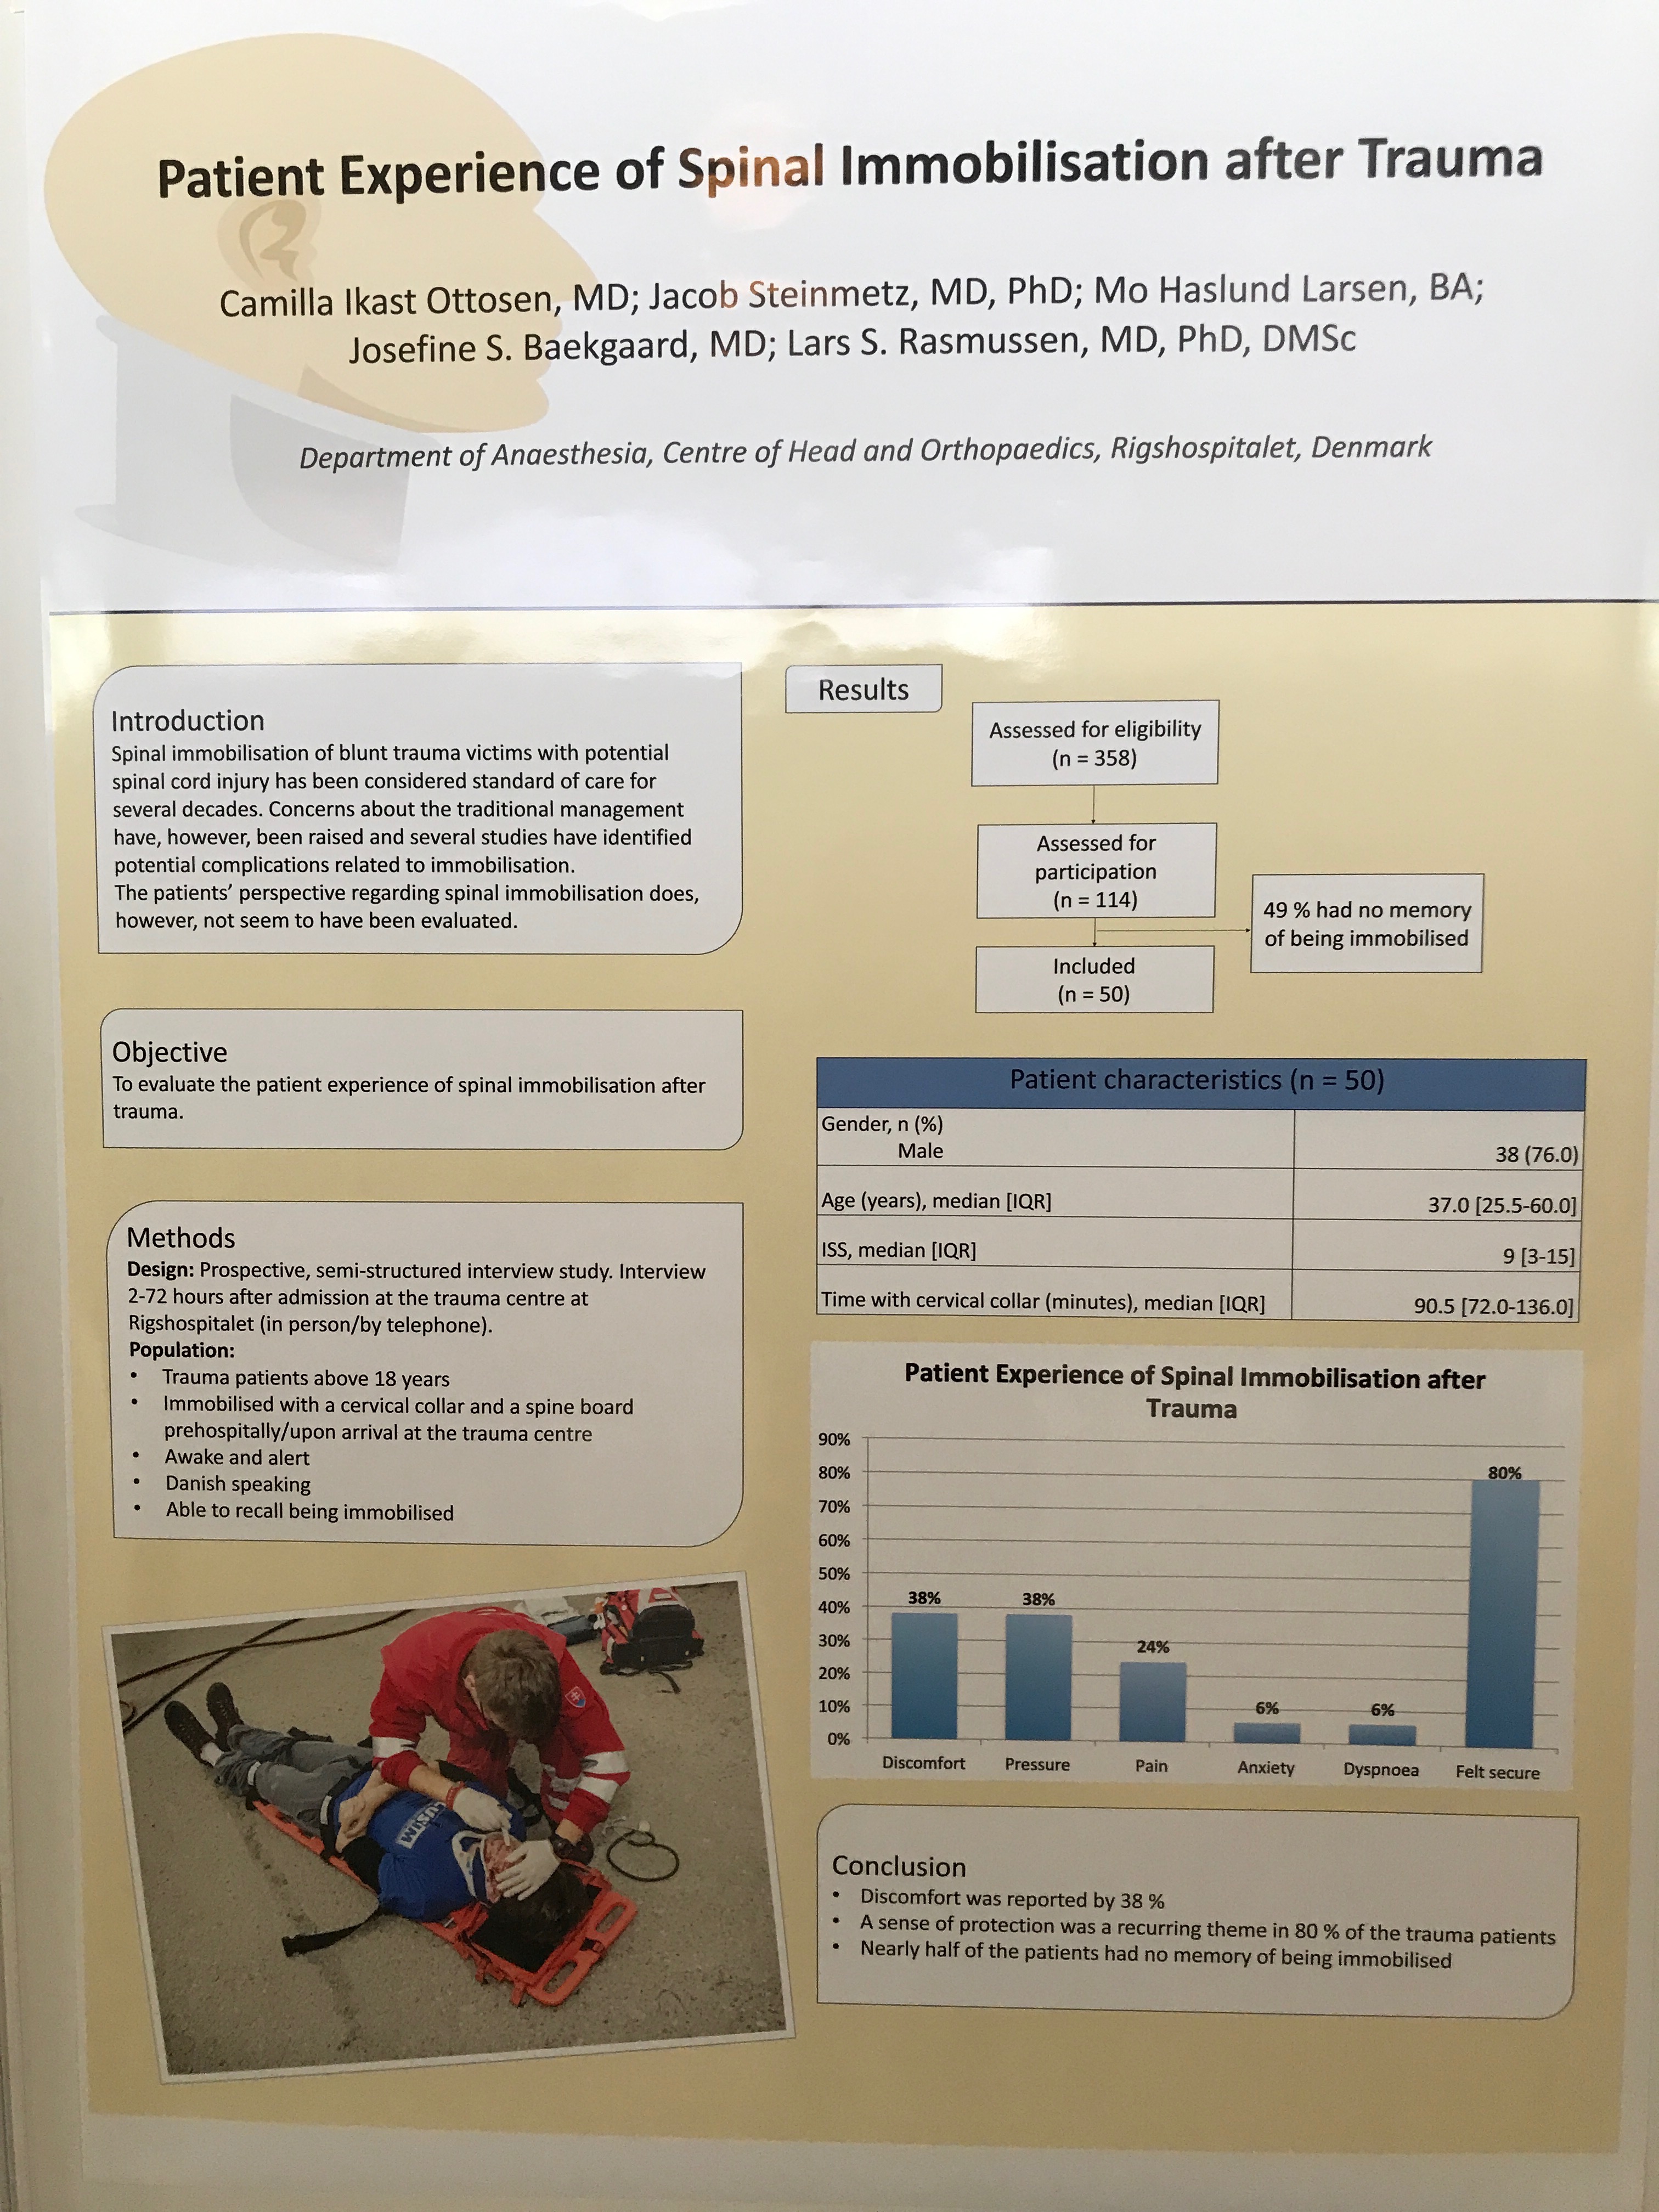 Patient Experience of Spinal Immobilisation after Trauma
Camilla Ikast Ottosen, MD; Jacob Steinmetz, MD, PhD; Mo Haslund Larsen, BA;
Josefine S. Baekgaard, MD; Lars S. Rasmussen, MD, PhD, DMSc
Department of Anaesthesia, Centre of Head and Orthopaedics, Rigshospitalet, Denmark
Introduction
Spinal immobilisation of blunt trauma victims with potential
spinal cord injury has been considered standard of care for
several decades. Concerns about the traditional management
have, however, been raised and several studies have identified
potential complications related to immobilisation.
The patients' perspective regarding spinal immobilisation does,
however, not seem to have been evaluated.
Objective
To evaluate the patient experience of spinal immobilisation after
trauma.
Methods
Design: Prospective, semi-structured interview study. Interview
2-72 hours after admission at the trauma centre at
Rigshospitalet (in person/by telephone).
Population:
• Trauma patients above 18 years
• Immobilised with a cervical collar and a spine board
prehospitally/upon arrival at the trauma centre
• Awake and alert
• Danish speaking
• Able to recall being immobilised
Results
Assessed for eligibility
(n = 358)
Assessed for
participation
(n = 114)
49 % had no memory
of being immobilised
Included
(n = 50)
Patient characteristics (n = 50)
Gender, n (%)
Male 38 (76.0)
Age (years), median [IQR] 37.0 [25.5-60.0]
ISS, median [IQR] 9 [3-15]
Time with cervical collar (minutes), median [IQR] 90.5 [72.0-136.0]
Patient Experience of Spinal Immobilisation after
Trauma
90%
80%
70%
60%
50%
40%
30%
20%
10%
0%
38% 38% 24% 6% 6% 80%
Discomfort Pressure Pain Anxiety Dyspnoea Felt secure
Conclusion
• Discomfort was reported by 38 %
• A sense of protection was a recurring theme in 80 % of the trauma patients
• Nearly half of the patients had no memory of being immobilised